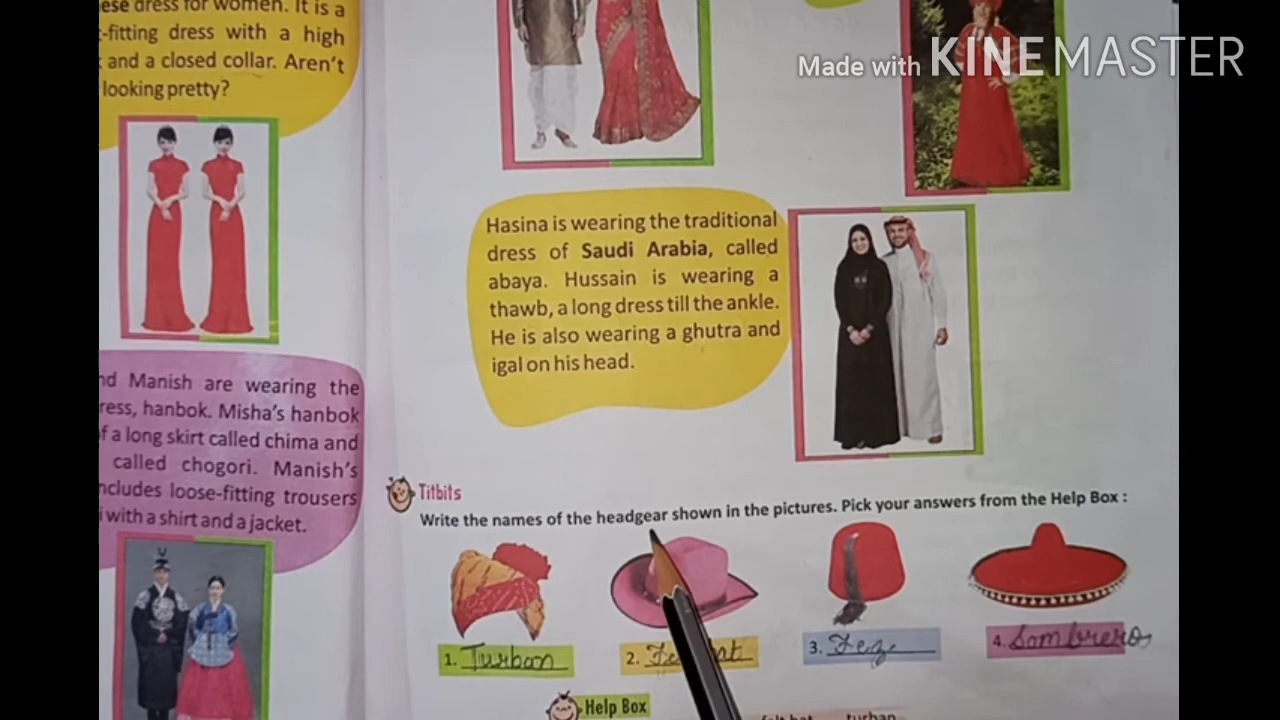 ese dress for women. It is a
-fitting dress with a high
and a closed collar. Aren't
looking pretty?
nd Manish are wearing the
ress, hanbok. Misha's hanbok
f a long skirt called chima and
called chogori. Manish's
ncludes loose-fitting trousers
i with a shirt and a jacket.
Made with KINEMASTER
Hasina is wearing the traditional
dress of Saudi Arabia, called
abaya. Hussain is wearing a
thawb, a long dress till the ankle.
He is also wearing a ghutra and
igal on his head.
Titbits
Write the names of the headgear shown in the pictures. Pick your answers from the Help Box :
1. Turban
2.
3. Fez
4. Sombrero
Help Box
felt hat turban